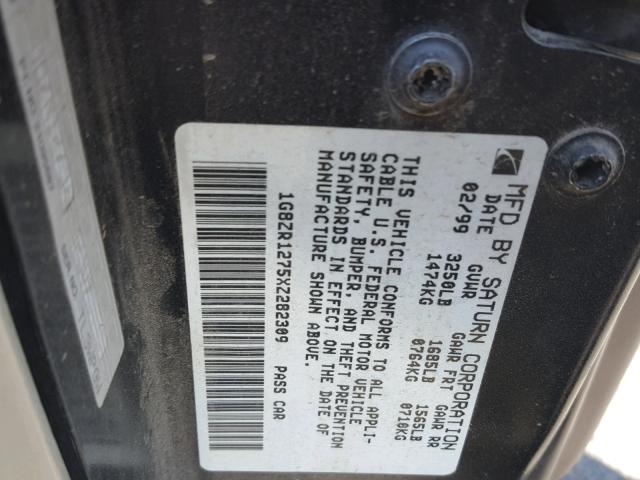 MFD BY SATURN CORPORATION
DATE GVWR GAWR FRT GAWR RR
02/99 3250LB 1685LB 1565LB
1474KG 0764KG 0710KG
THIS VEHICLE CONFORMS TO ALL APPLI-
CABLE U.S. FEDERAL MOTOR VEHICLE
SAFETY, BUMPER, AND THEFT PREVENTION
STANDARDS IN EFFECT ON THE DATE OF
MANUFACTURE SHOWN ABOVE.
1G8ZR1275XZ282309 PASS CAR